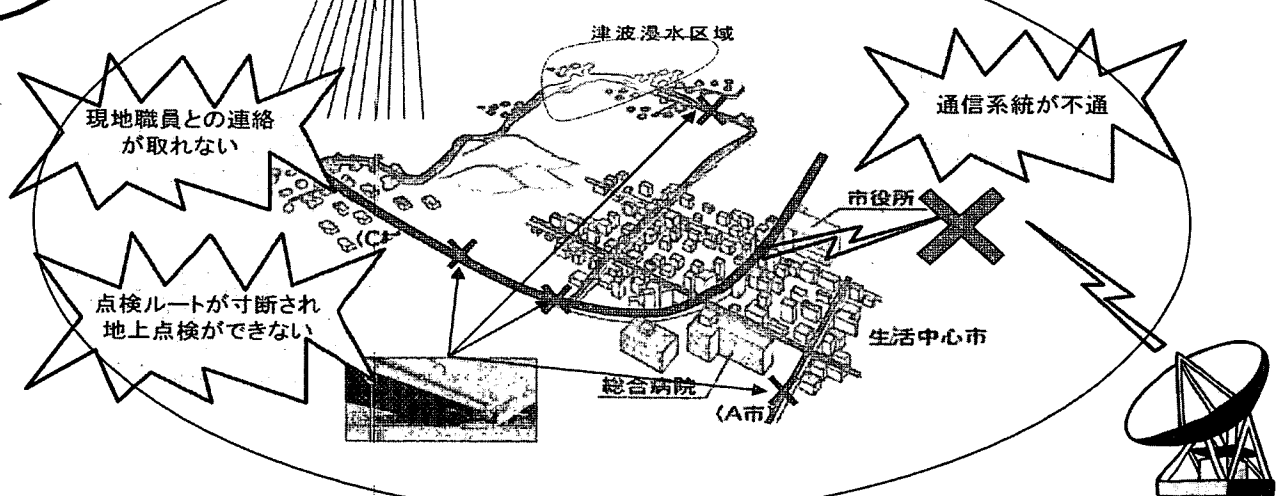 津波浸水区域
現地職員との連絡
が取れない
通信系統が不通
市役所
点検ルートが寸断され
地上点検ができない
生活中心市
総合病院
(A市)